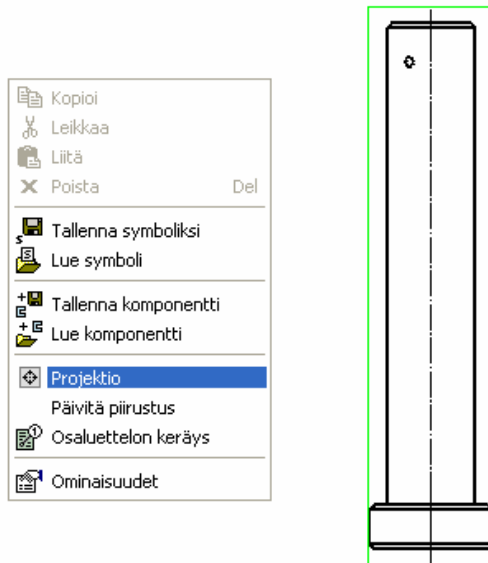 Kopioi
Leikkaa
Liitä
Poista Del
Tallenna symboliksi
Lue symboli
Tallenna komponentti
Lue komponentti
Projektio
Päivitä piirustus
Osaluettelon keräys
Ominaisuudet